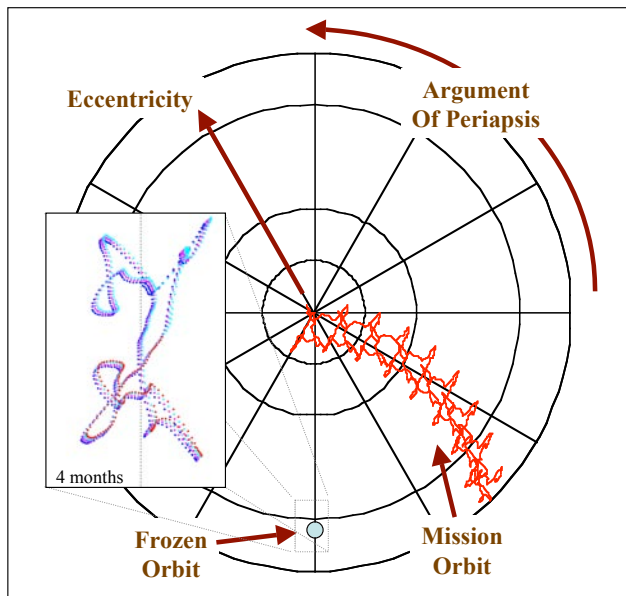 Eccentricity
Argument
Of Periapsis
4 months
Frozen
Orbit
Mission
Orbit